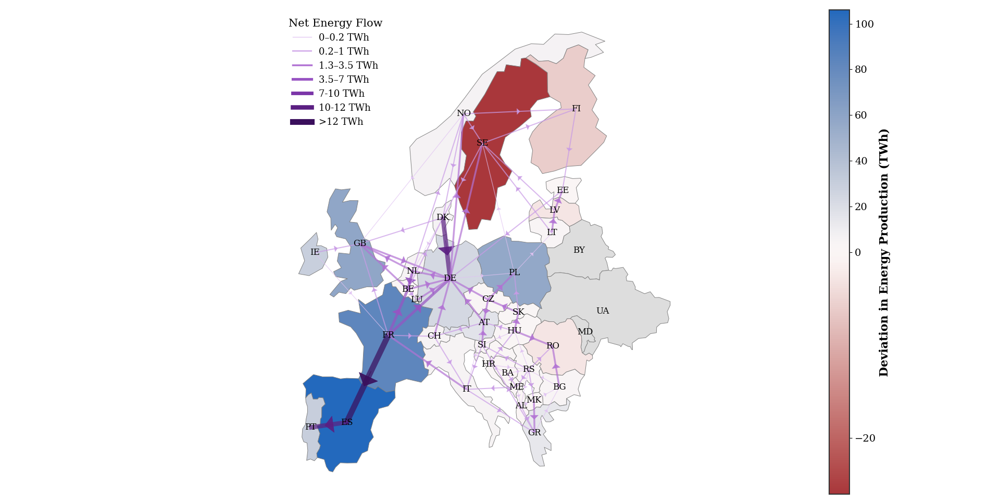 Net Energy Flow
0–0.2 TWh
0.2–1 TWh
1.3–3.5 TWh
3.5–7 TWh
7-10 TWh
10-12 TWh
>12 TWh
NO
FI
SE
EE
LV
DK
LT
GB
IE
BY
NL
PL
DE
BE
LU
CZ
SK
UA
AT
HU
MD
FR
CH
SI
RO
HR
RS
BA
IT
ME
BG
MK
AL
ES
PT
GR
100
80
60
40
20
0
−20
Deviation in Energy Production (TWh)